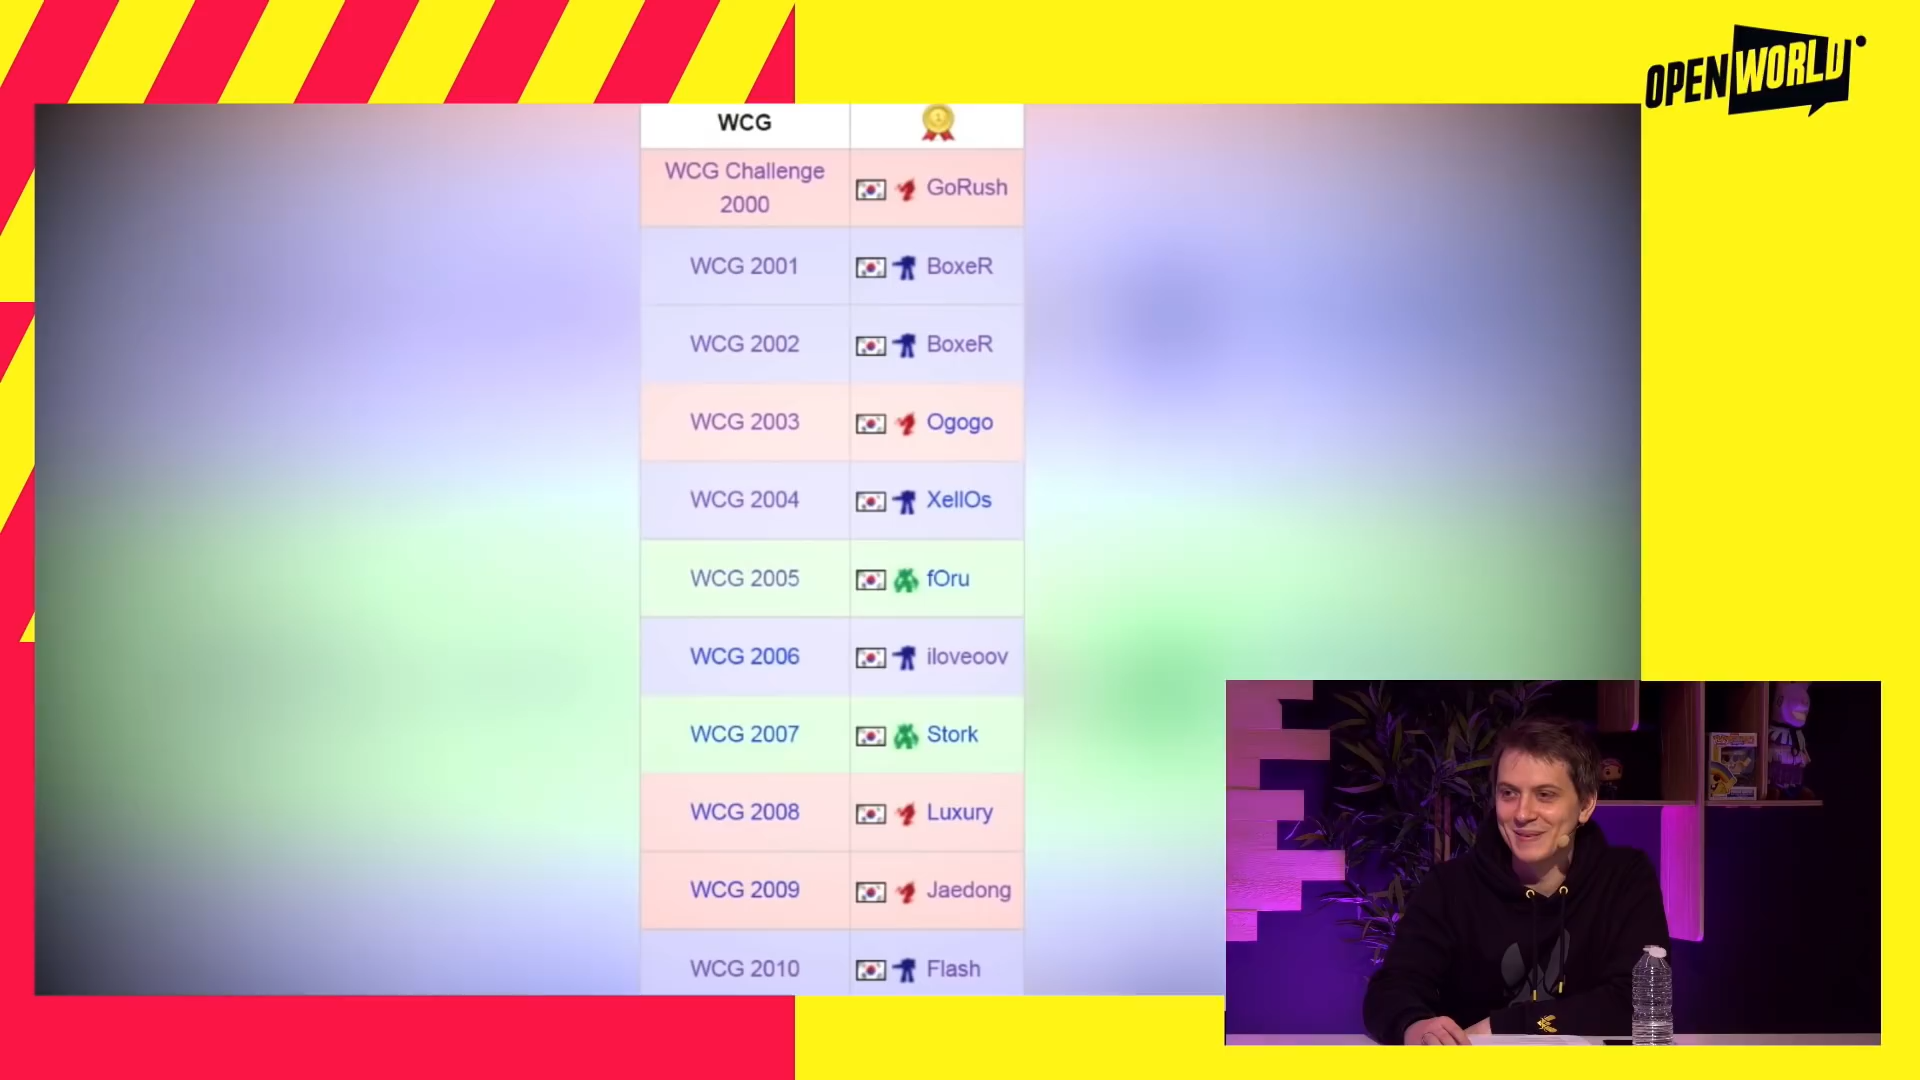 OPEN WORLD
WCG
WCG Challenge
2000
GoRush
WCG 2001
BoxeR
WCG 2002
BoxeR
WCG 2003
Ogogo
WCG 2004
XellOs
WCG 2005
fOru
WCG 2006
iloveoov
WCG 2007
Stork
WCG 2008
Luxury
WCG 2009
Jaedong
WCG 2010
Flash